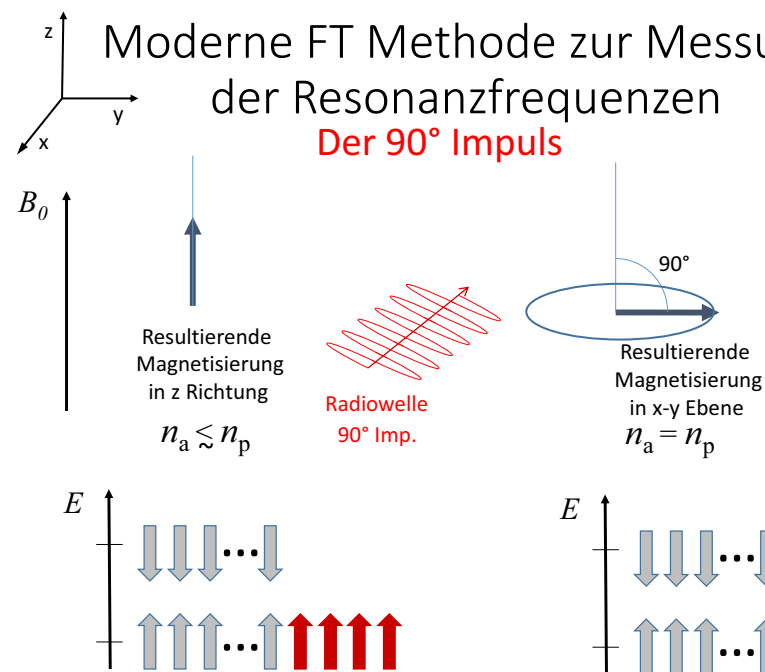 z
Moderne FT Methode zur Messu
y
der Resonanzfrequenzen
x
Der 90° Impuls
B₀
90°
Resultierende
Magnetisierung
in z Richtung
nₐ ≲ nₚ
Radiowelle
90° Imp.
Resultierende
Magnetisierung
in x-y Ebene
nₐ = nₚ
E
...
...
E
...
...